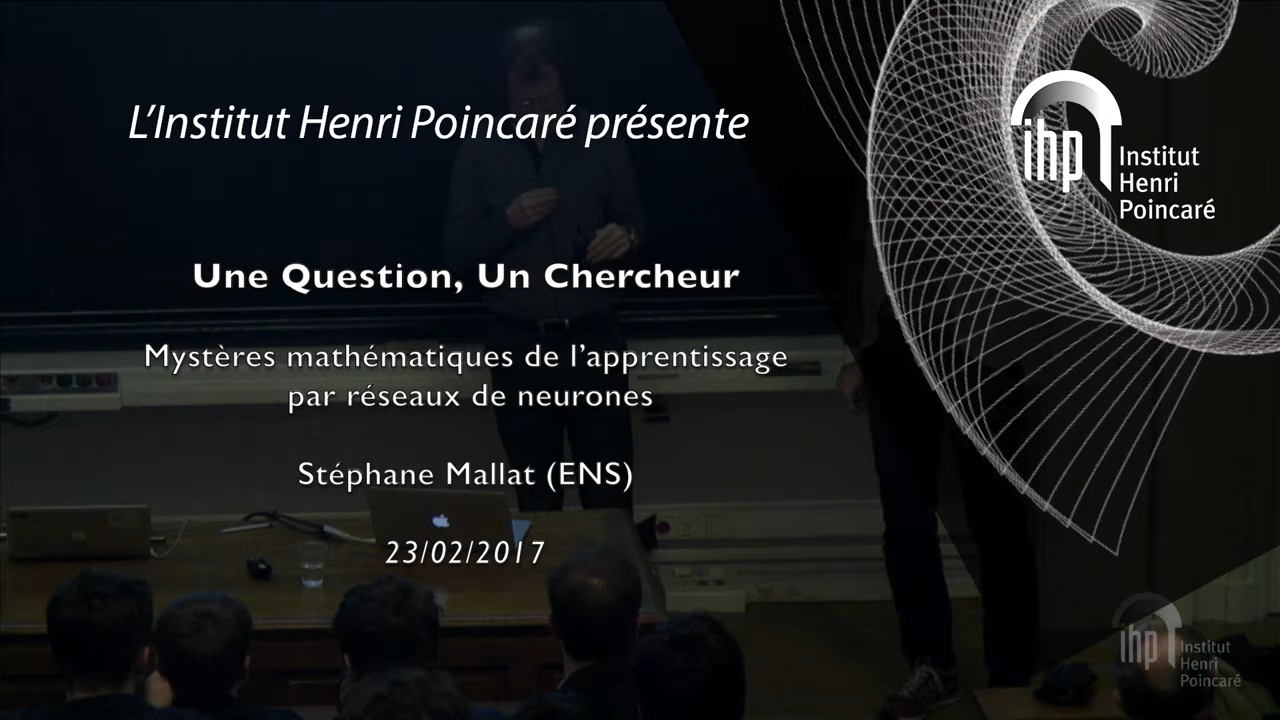 L'Institut Henri Poincaré présente
ihp Institut
Henri
Poincaré
Une Question, Un Chercheur
Mystères mathématiques de l'apprentissage
par réseaux de neurones
Stéphane Mallat (ENS)
23/02/2017
ihp Institut
Henri
Poincaré